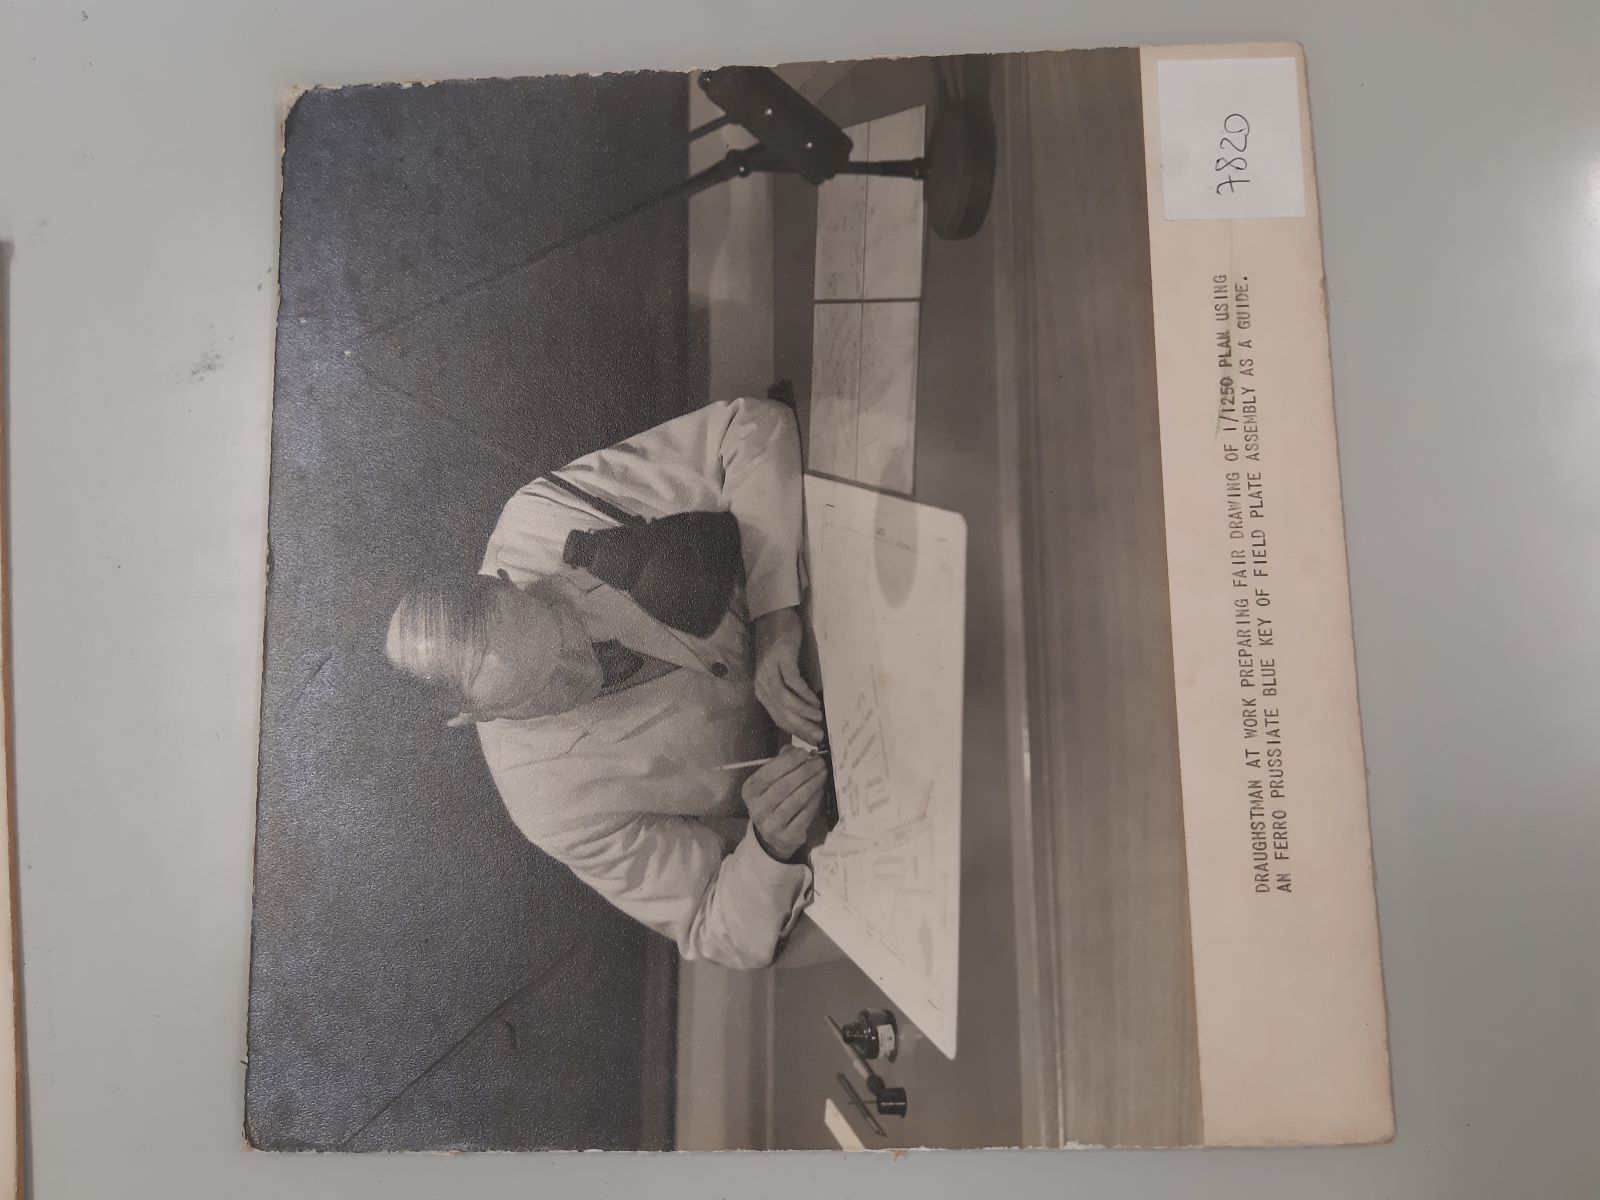 DRAUGHSTMAN AT WORK PREPARING FAIR DRAWING OF 1/1250 PLAN USING
AN FERRO PRUSSIATE BLUE KEY OF FIELD PLATE ASSEMBLY AS A GUIDE.
7820